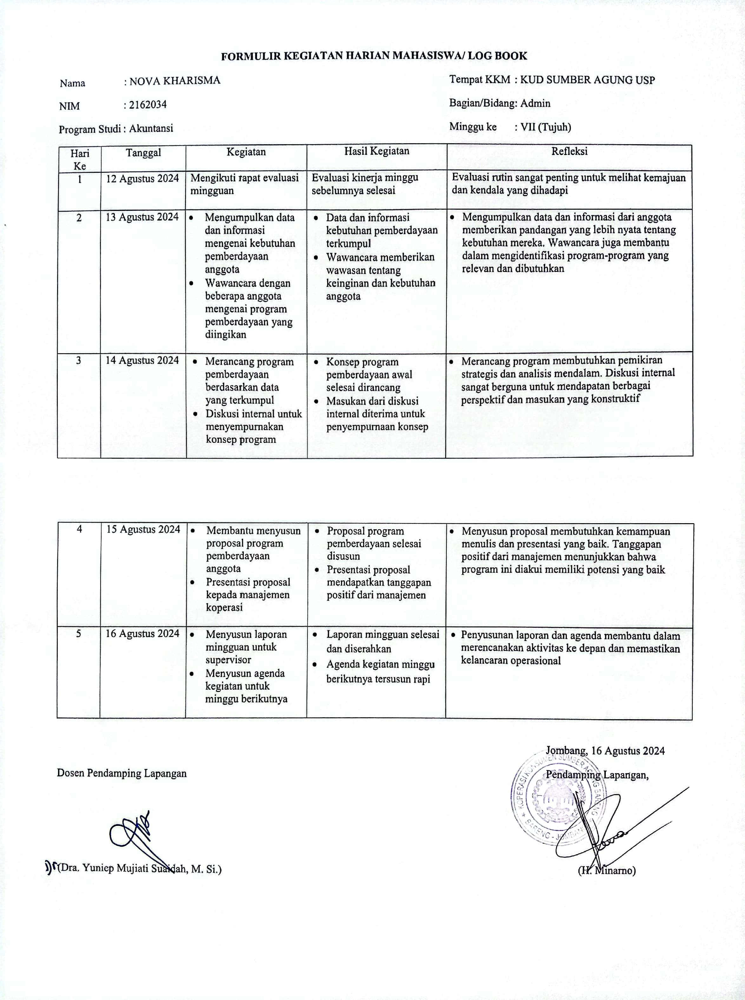 FORMULIR KEGIATAN HARIAN MAHASISWA/ LOG BOOK
Nama : NOVA KHARISMA
NIM : 2162034
Program Studi : Akuntansi
Tempat KKM : KUD SUMBER AGUNG USP
Bagian/Bidang: Admin
Minggu ke : VII (Tujuh)
Hari
Ke
Tanggal
Kegiatan
Hasil Kegiatan
Refleksi
1
12 Agustus 2024
Mengikuti rapat evaluasi
mingguan
Evaluasi kinerja minggu
sebelumnya selesai
Evaluasi rutin sangat penting untuk melihat kemajuan
dan kendala yang dihadapi
2
13 Agustus 2024
• Mengumpulkan data
dan informasi
mengenai kebutuhan
pemberdayaan
anggota
• Wawancara dengan
beberapa anggota
mengenai program
pemberdayaan yang
diingikan
• Data dan informasi
kebutuhan pemberdayaan
terkumpul
• Wawancara memberikan
wawasan tentang
keinginan dan kebutuhan
anggota
• Mengumpulkan data dan informasi dari anggota
memberikan pandangan yang lebih nyata tentang
kebutuhan mereka. Wawancara juga membantu
dalam mengidentifikasi program-program yang
relevan dan dibutuhkan
3
14 Agustus 2024
• Merancang program
pemberdayaan
berdasarkan data
yang terkumpul
• Diskusi internal untuk
menyempurnakan
konsep program
• Konsep program
pemberdayaan awal
selesai dirancang
• Masukan dari diskusi
internal diterima untuk
penyempurnaan konsep
• Merancang program membutuhkan pemikiran
strategis dan analisis mendalam. Diskusi internal
sangat berguna untuk mendapatan berbagai
perspektif dan masukan yang konstruktif
4
15 Agustus 2024
• Membantu menyusun
proposal program
pemberdayaan
anggota
• Presentasi proposal
kepada manajemen
koperasi
• Proposal program
pemberdayaan selesai
disusun
• Presentasi proposal
mendapatkan tanggapan
positif dari manajemen
• Menyusun proposal membutuhkan kemampuan
menulis dan presentasi yang baik. Tanggapan
positif dari manajemen menunjukkan bahwa
program ini diakui memiliki potensi yang baik
5
16 Agustus 2024
• Menyusun laporan
mingguan untuk
supervisor
• Menyusun agenda
kegiatan untuk
minggu berikutnya
• Laporan mingguan selesai
dan diserahkan
• Agenda kegiatan minggu
berikutnya tersusun rapi
• Penyusunan laporan dan agenda membantu dalam
merencanakan aktivitas ke depan dan memastikan
kelancaran operasional
Jombang, 16 Agustus 2024
Dosen Pendamping Lapangan
Pendamping Lapangan,
KOPERASI KONSUMEN SUMBER AGUNG BARENG
BARENG - JOMBANG
(Dra. Yuniep Mujiati Suaidah, M. Si.)
(H. Minarno)